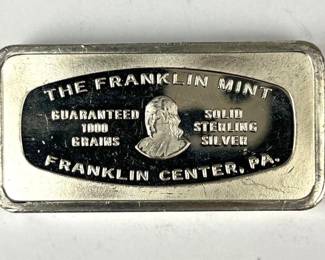 THE FRANKLIN MINT
GUARANTEED
1000
GRAINS
SOLID
STERLING
SILVER
FRANKLIN CENTER, PA.